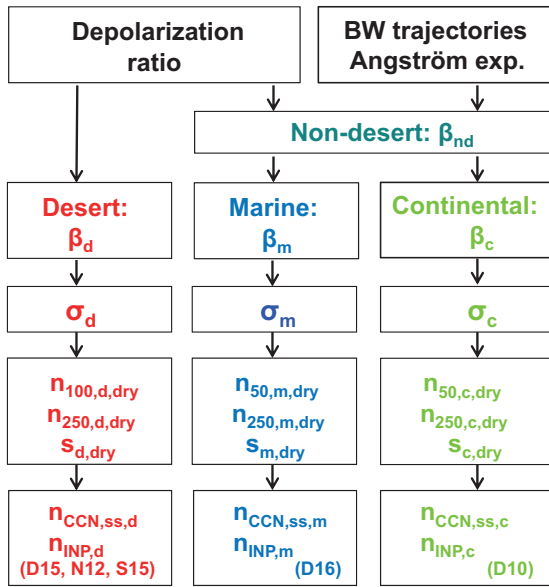 Depolarization
ratio
BW trajectories
Angström exp.
Non-desert: βnd
Desert:
βd
Marine:
βm
Continental:
βc
σd
σm
σc
n100,d,dry
n250,d,dry
sd,dry
n50,m,dry
n250,m,dry
sm,dry
n50,c,dry
n250,c,dry
sc,dry
nCCN,ss,d
nINP,d
(D15, N12, S15)
nCCN,ss,m
nINP,m
(D16)
nCCN,ss,c
nINP,c
(D10)